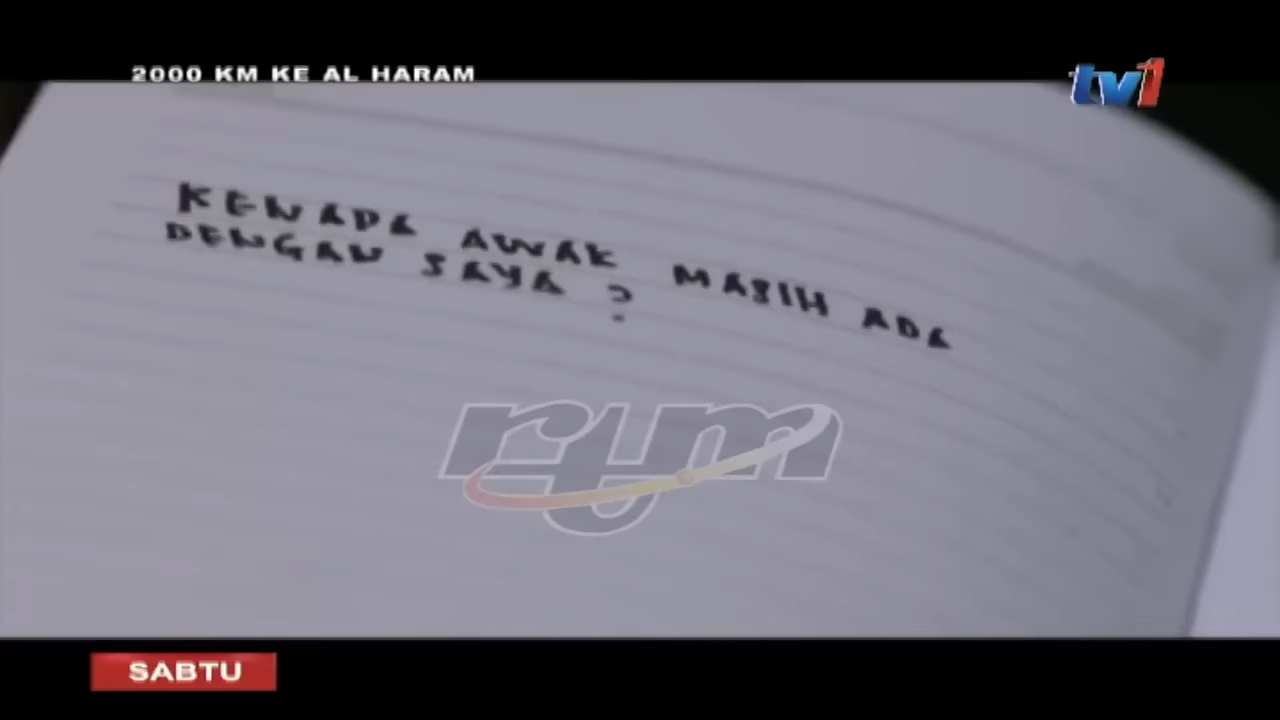 2000 KM KE AL HARAM
tv1
KENAPA AWAK MASIH ADA
DENGAN SAYA ?
rtm
SABTU